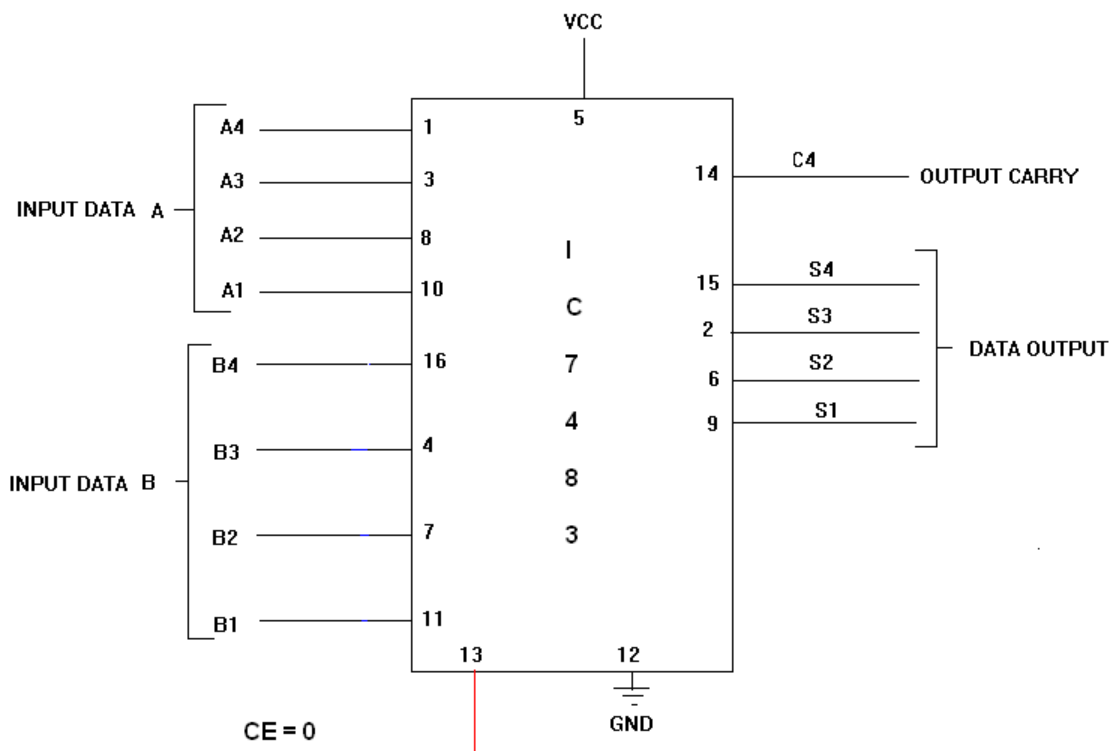 VCC
5
A4 1
A3 3
INPUT DATA A
A2 8
A1 10
B4 16
B3 4
INPUT DATA B
B2 7
B1 11
I
C
7
4
8
3
14 C4 OUTPUT CARRY
15 S4
2 S3
DATA OUTPUT
6 S2
9 S1
13 12
GND
CE = 0